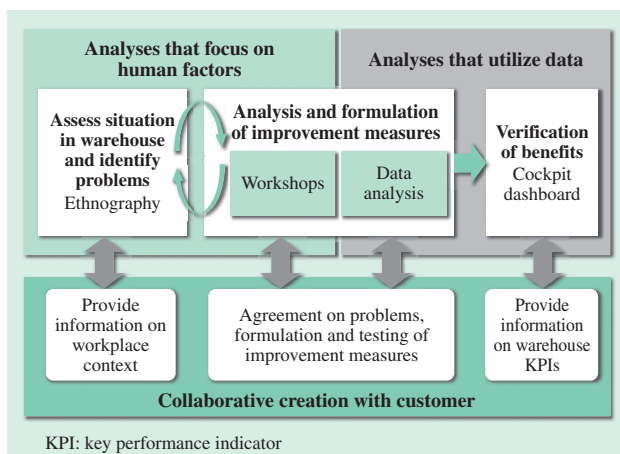 Analyses that focus on
human factors
Analyses that utilize data
Assess situation
in warehouse
and identify
problems
Ethnography
Analysis and formulation
of improvement measures
Workshops
Data
analysis
Verification
of benefits
Cockpit
dashboard
Provide
information on
workplace
context
Agreement on problems,
formulation and testing of
improvement measures
Provide
information
on warehouse
KPIs
Collaborative creation with customer
KPI: key performance indicator